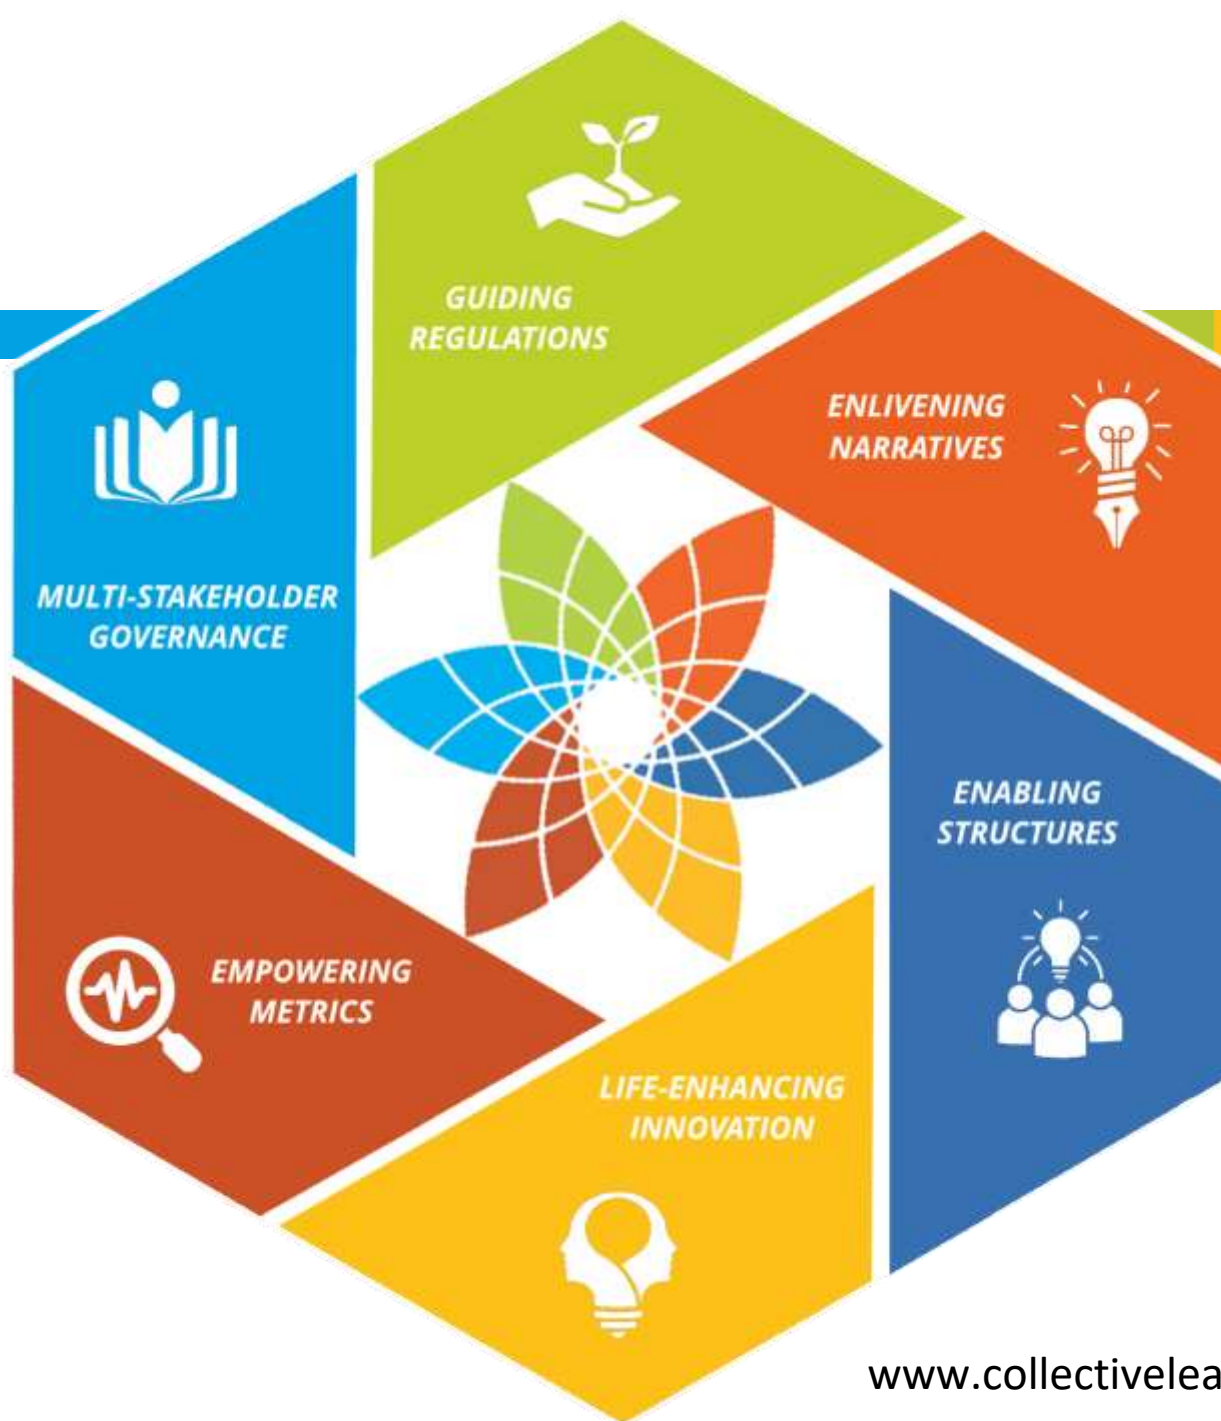 GUIDING
REGULATIONS
ENLIVENING
NARRATIVES
ENABLING
STRUCTURES
LIFE-ENHANCING
INNOVATION
EMPOWERING
METRICS
MULTI-STAKEHOLDER
GOVERNANCE
www.collectivelea